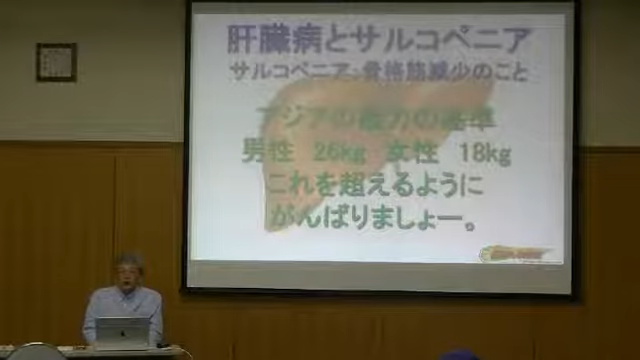 肝臓病とサルコペニア
サルコペニア：骨格筋減少のこと
アジアの握力の基準
男性　26kg　女性　18kg
これを超えるように
がんばりましょー。